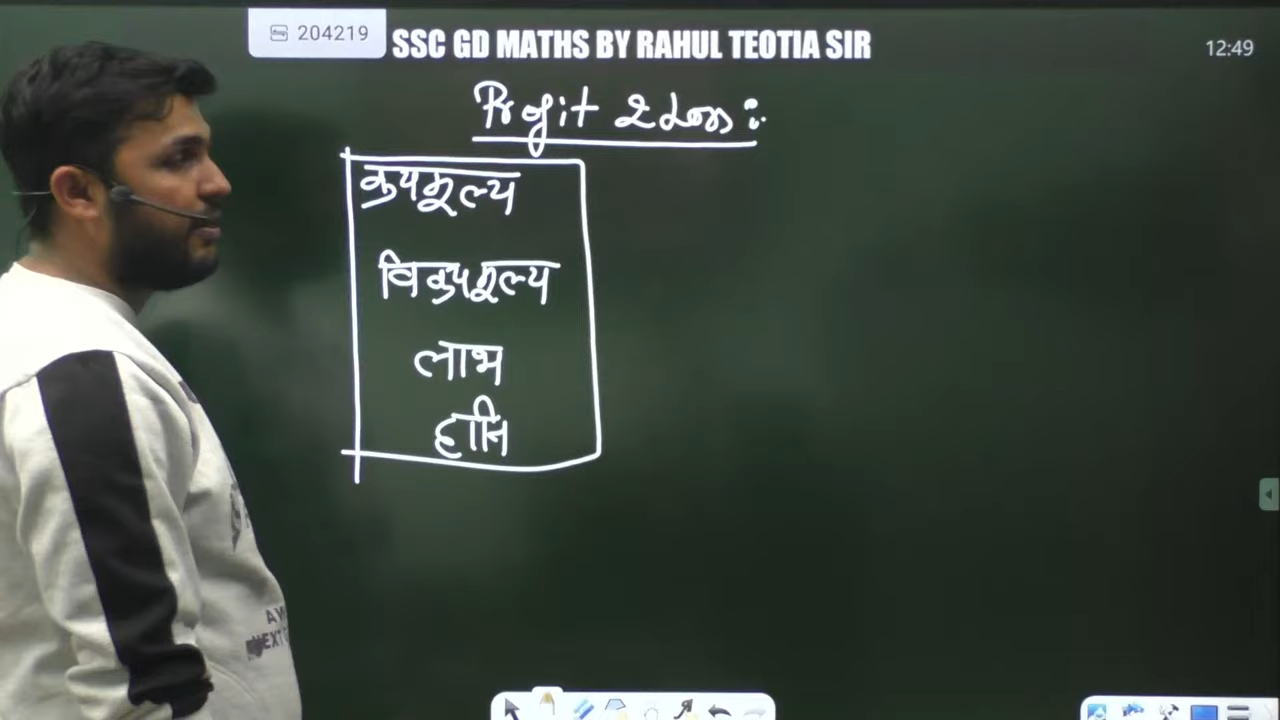 204219
SSC GD MATHS BY RAHUL TEOTIA SIR
12:49
Profit & Loss :-
क्रयमूल्य
विक्रयमूल्य
लाभ
हानि